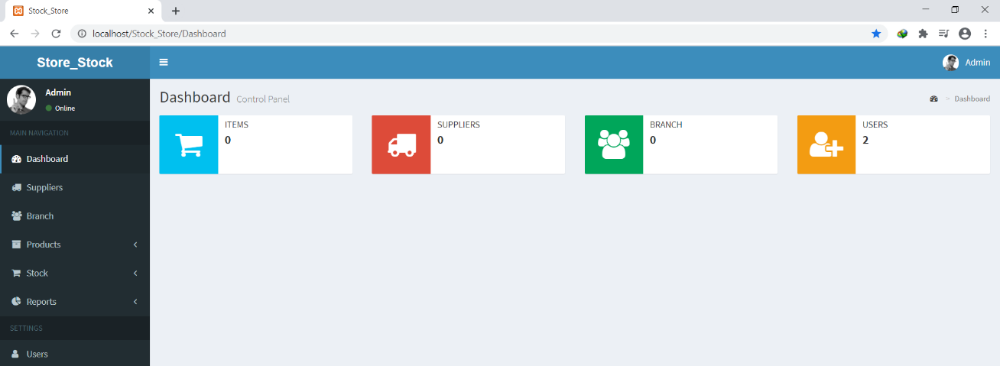 Stock_Store
localhost/Stock_Store/Dashboard
Store_Stock
Admin
Admin
Online
MAIN NAVIGATION
Dashboard
Suppliers
Branch
Products
Stock
Reports
SETTINGS
Users
Dashboard Control Panel
> Dashboard
ITEMS
0
SUPPLIERS
0
BRANCH
0
USERS
2